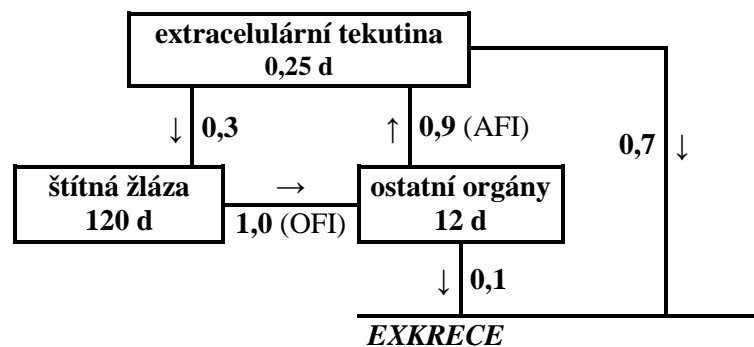 extracelulární tekutina
0,25 d
↓ 0,3
↑ 0,9 (AFI)
0,7 ↓
štítná žláza
120 d
→
1,0 (OFI)
ostatní orgány
12 d
↓ 0,1
EXKRECE